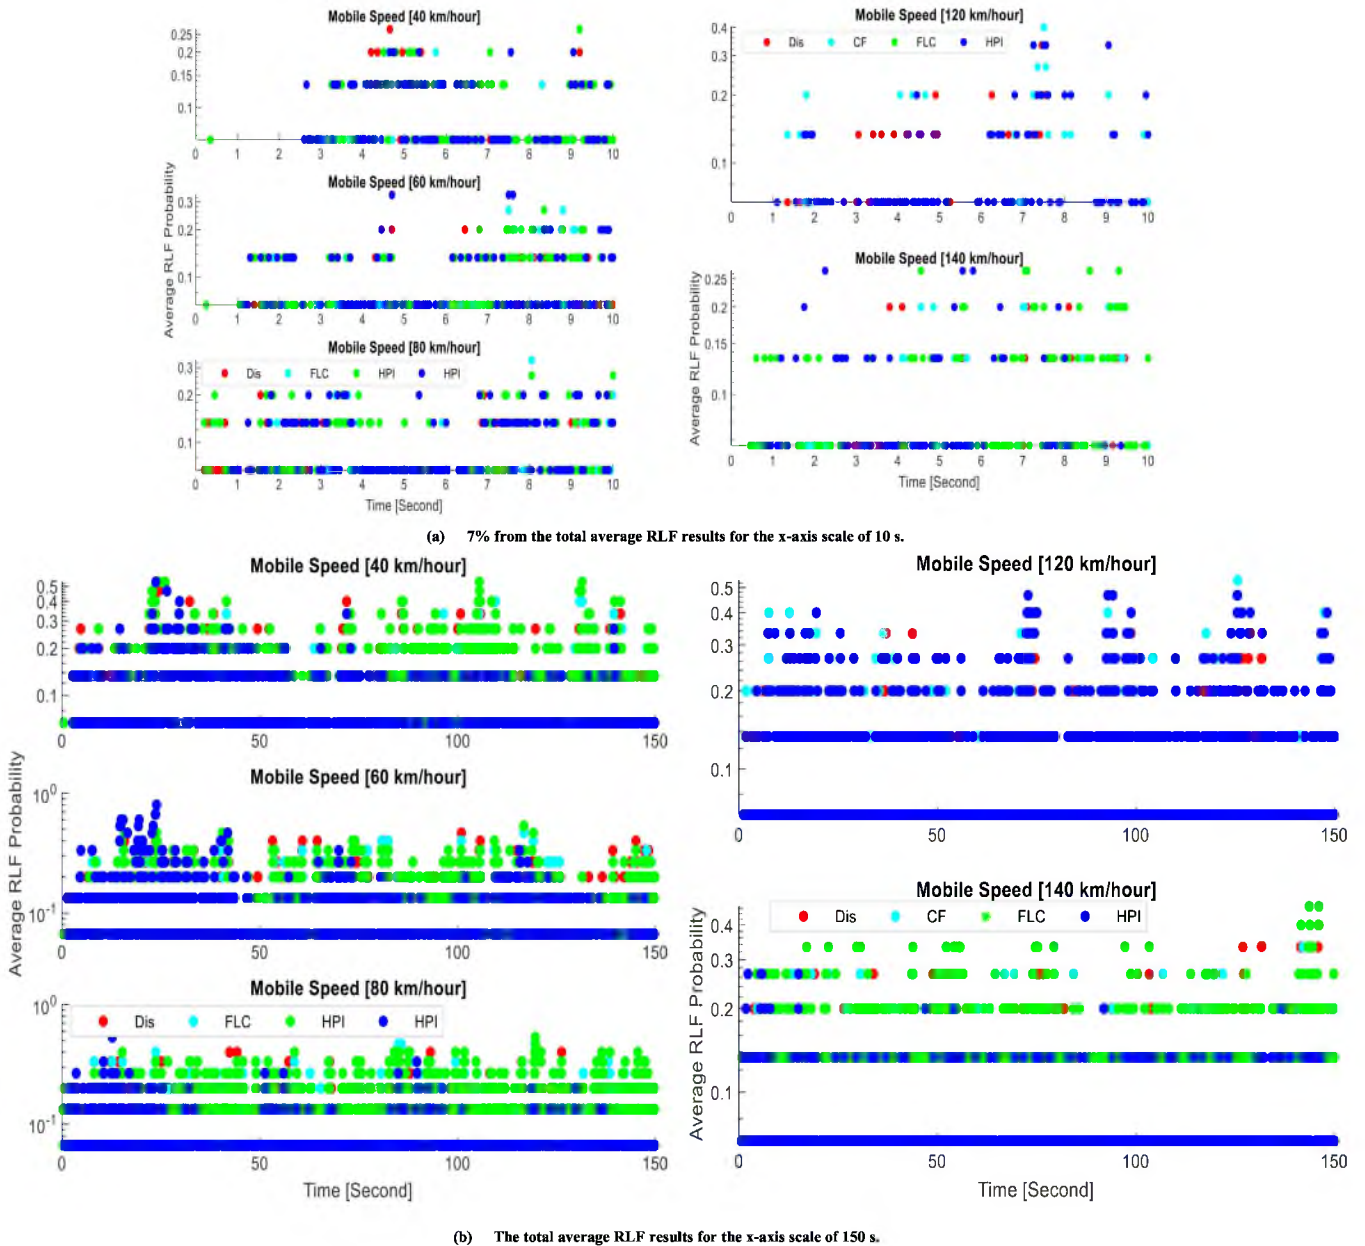 Mobile Speed [40 km/hour]
0.25
0.2
0.15
0.1
0 1 2 3 4 5 6 7 8 9 10
Mobile Speed [60 km/hour]
0.3
0.2
0.1
0 1 2 3 4 5 6 7 8 9 10
Mobile Speed [80 km/hour]
Dis FLC HPI HPI
0.3
0.2
0.1
0 1 2 3 4 5 6 7 8 9 10
Average RLF Probability
Time [Second]
Mobile Speed [120 km/hour]
Dis CF FLC HPI
0.4
0.3
0.2
0.1
0 1 2 3 4 5 6 7 8 9 10
Mobile Speed [140 km/hour]
0.25
0.2
0.15
0.1
0 1 2 3 4 5 6 7 8 9 10
Average RLF Probability
Time [Second]
(a) 7% from the total average RLF results for the x-axis scale of 10 s.
Mobile Speed [40 km/hour]
0.5
0.4
0.3
0.2
0.1
0 50 100 150
Mobile Speed [60 km/hour]
10^0
10^-1
0 50 100 150
Mobile Speed [80 km/hour]
Dis FLC HPI HPI
10^0
10^-1
0 50 100 150
Average RLF Probability
Time [Second]
Mobile Speed [120 km/hour]
0.5
0.4
0.3
0.2
0.1
0 50 100 150
Mobile Speed [140 km/hour]
Dis CF FLC HPI
0.4
0.3
0.2
0.1
0 50 100 150
Average RLF Probability
Time [Second]
(b) The total average RLF results for the x-axis scale of 150 s.